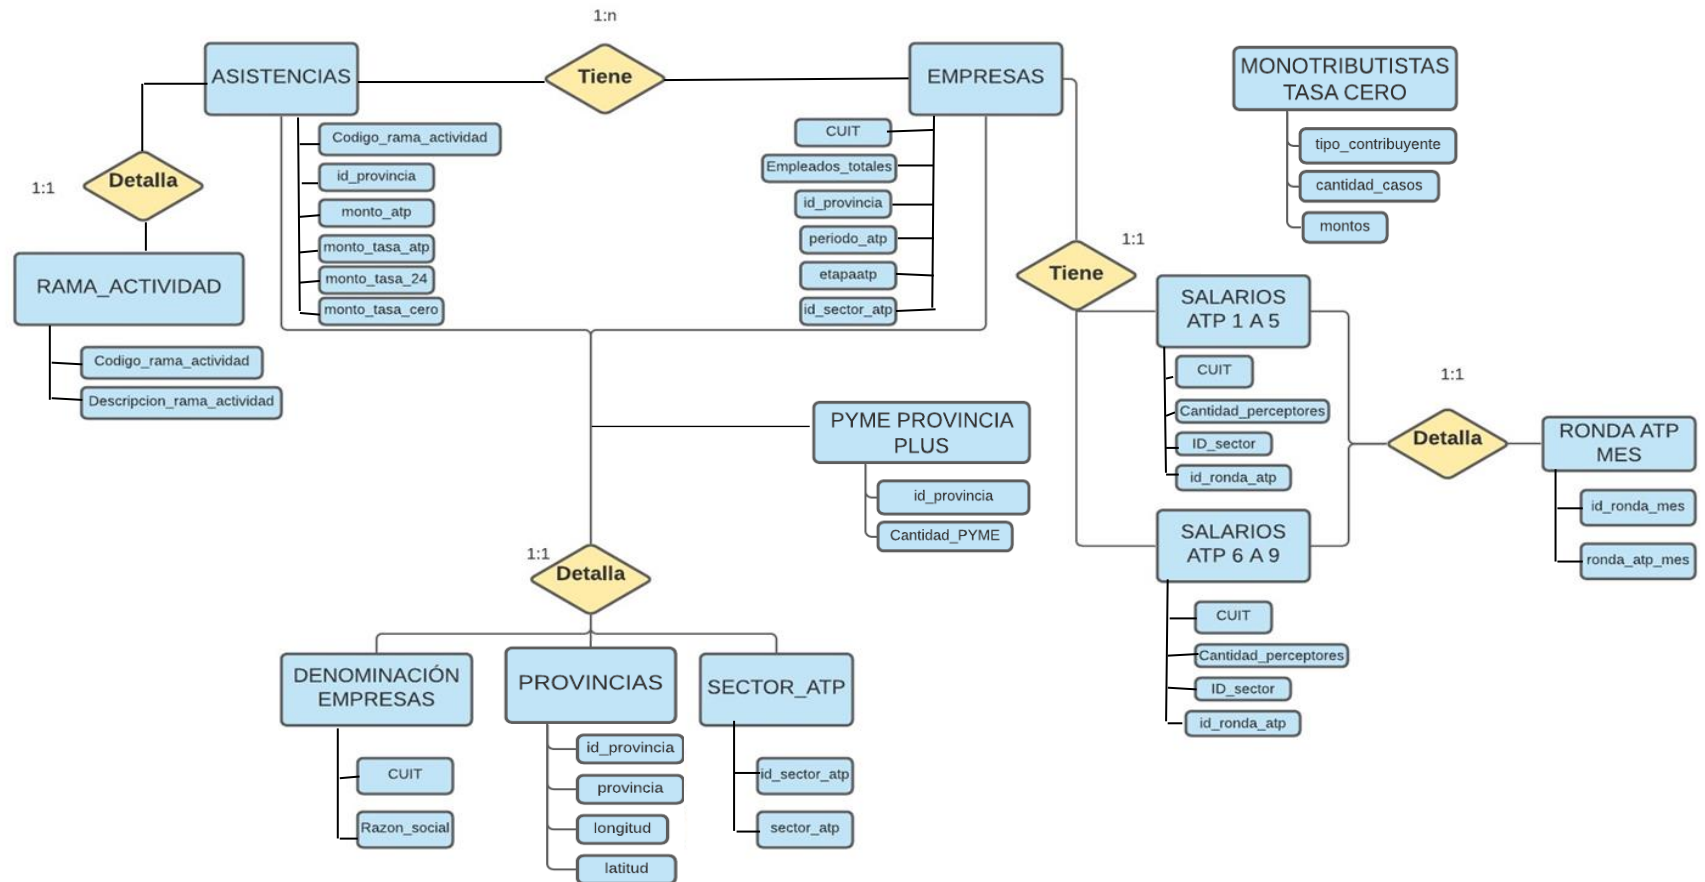 1:n
ASISTENCIAS
Tiene
EMPRESAS
MONOTRIBUTISTAS
TASA CERO
Codigo_rama_actividad
id_provincia
monto_atp
monto_tasa_atp
monto_tasa_24
monto_tasa_cero
CUIT
Empleados_totales
id_provincia
periodo_atp
etapaatp
id_sector_atp
tipo_contribuyente
cantidad_casos
montos
1:1
Detalla
RAMA_ACTIVIDAD
Codigo_rama_actividad
Descripcion_rama_actividad
1:1
Tiene
SALARIOS
ATP 1 A 5
CUIT
Cantidad_perceptores
ID_sector
id_ronda_atp
1:1
Detalla
RONDA ATP
MES
id_ronda_mes
ronda_atp_mes
PYME PROVINCIA
PLUS
id_provincia
Cantidad_PYME
SALARIOS
ATP 6 A 9
CUIT
Cantidad_perceptores
ID_sector
id_ronda_atp
1:1
Detalla
DENOMINACIÓN
EMPRESAS
CUIT
Razon_social
PROVINCIAS
id_provincia
provincia
longitud
latitud
SECTOR_ATP
id_sector_atp
sector_atp